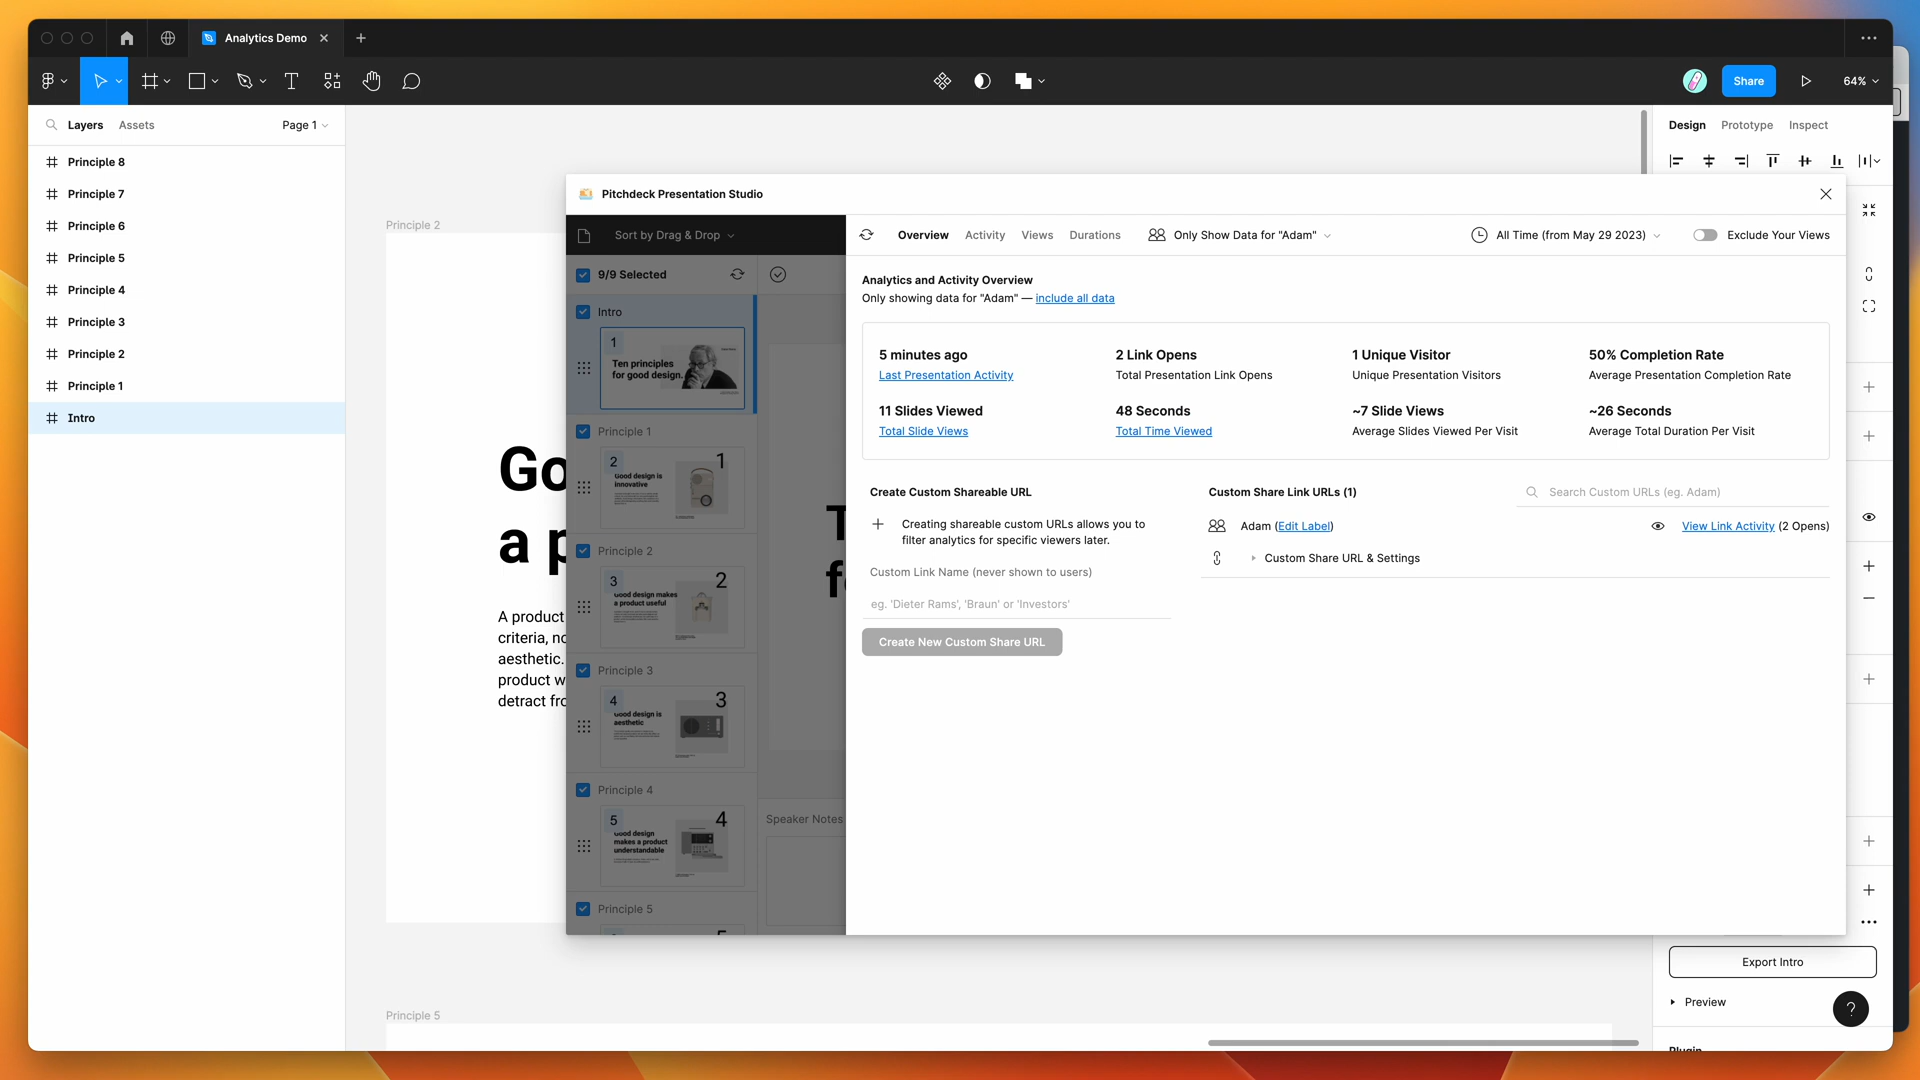 Analytics Demo
Share
64%
Layers
Assets
Page 1
Principle 8
Principle 7
Principle 6
Principle 5
Principle 4
Principle 3
Principle 2
Principle 1
Intro
Principle 2
Go
a p
A product
criteria, no
aesthetic.
product w
detract fro
Principle 5
Pitchdeck Presentation Studio
Sort by Drag & Drop
9/9 Selected
Intro
1
Ten principles
for good design.
Principle 1
2
1
Good design is
innovative
Principle 2
3
2
Good design makes
a product useful
Principle 3
4
3
Good design is
aesthetic
Principle 4
5
4
Good design
makes a product
understandable
Principle 5
Speaker Notes
Overview
Activity
Views
Durations
Only Show Data for "Adam"
All Time (from May 29 2023)
Exclude Your Views
Analytics and Activity Overview
Only showing data for "Adam" — include all data
5 minutes ago
Last Presentation Activity
2 Link Opens
Total Presentation Link Opens
1 Unique Visitor
Unique Presentation Visitors
50% Completion Rate
Average Presentation Completion Rate
11 Slides Viewed
Total Slide Views
48 Seconds
Total Time Viewed
~7 Slide Views
Average Slides Viewed Per Visit
~26 Seconds
Average Total Duration Per Visit
Create Custom Shareable URL
Creating shareable custom URLs allows you to
filter analytics for specific viewers later.
Custom Link Name (never shown to users)
eg. 'Dieter Rams', 'Braun' or 'Investors'
Create New Custom Share URL
Custom Share Link URLs (1)
Search Custom URLs (eg. Adam)
Adam (Edit Label)
View Link Activity (2 Opens)
Custom Share URL & Settings
Design
Prototype
Inspect
Export Intro
Preview
?
Plugin